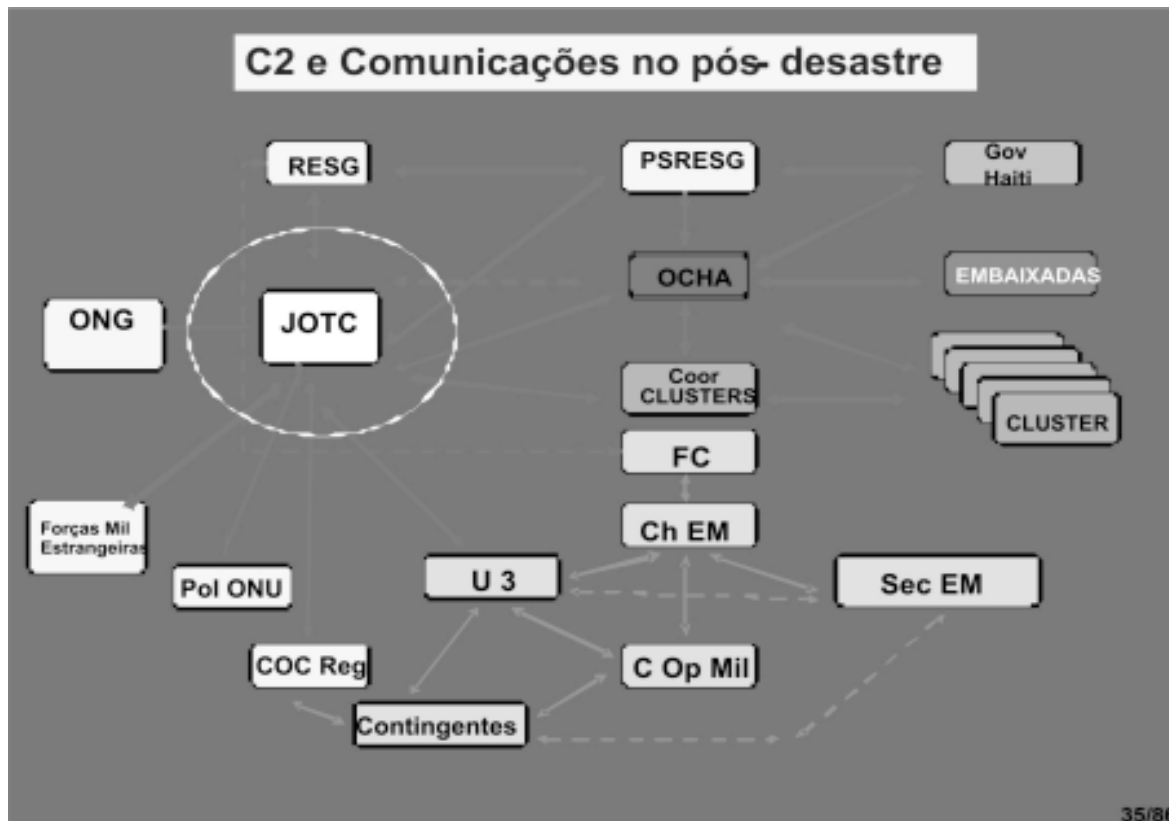 C2 e Comunicações no pós- desastre
RESG
PSRESG
Gov
Haiti
ONG
JOTC
OCHA
EMBAIXADAS
Coor
CLUSTERS
CLUSTER
FC
Forças Mil
Estrangeiras
Ch EM
Pol ONU
U 3
Sec EM
COC Reg
C Op Mil
Contingentes